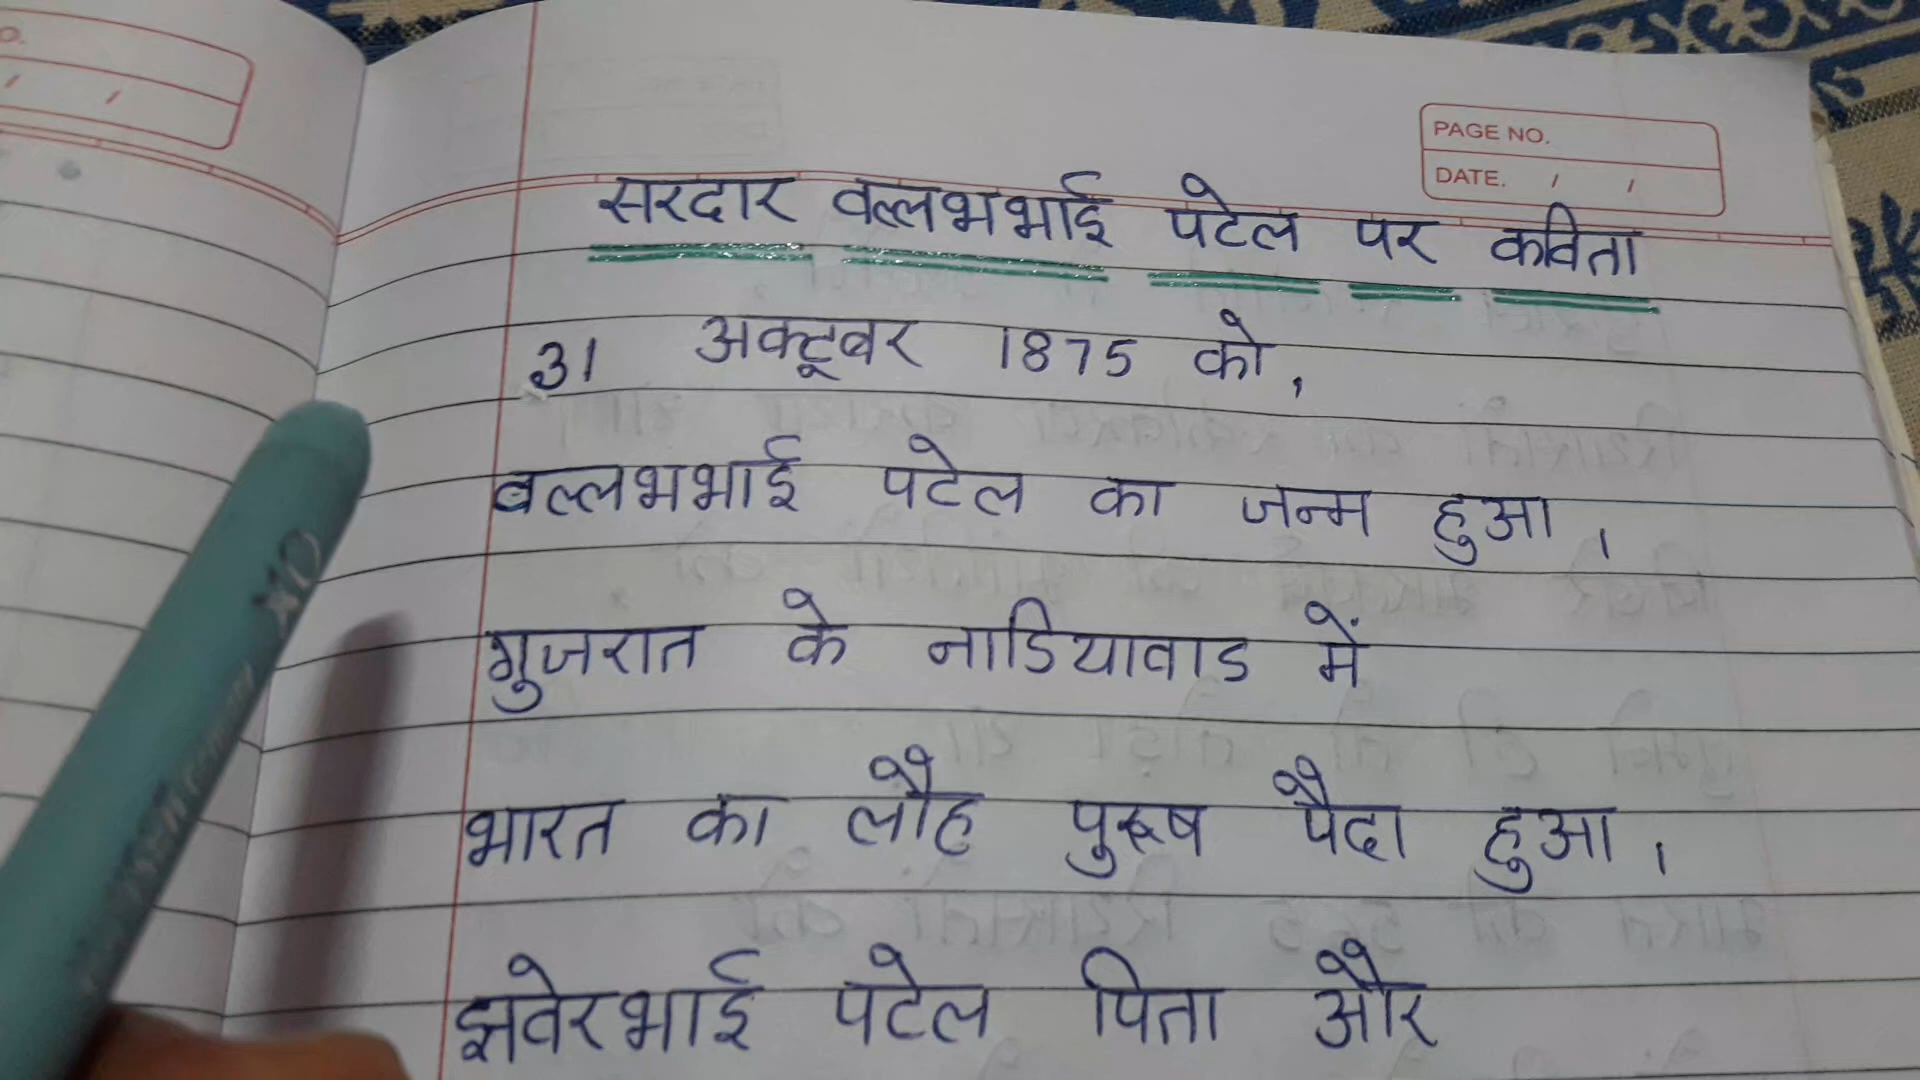 PAGE NO.
DATE. / /
सरदार वल्लभभाई पटेल पर कविता
31 अक्टूबर 1875 को,
बल्लभभाई पटेल का जन्म हुआ ।
गुजरात के नाडियावाड में
भारत का लौह पुरूष पैदा हुआ ।
झवेरभाई पटेल पिता और